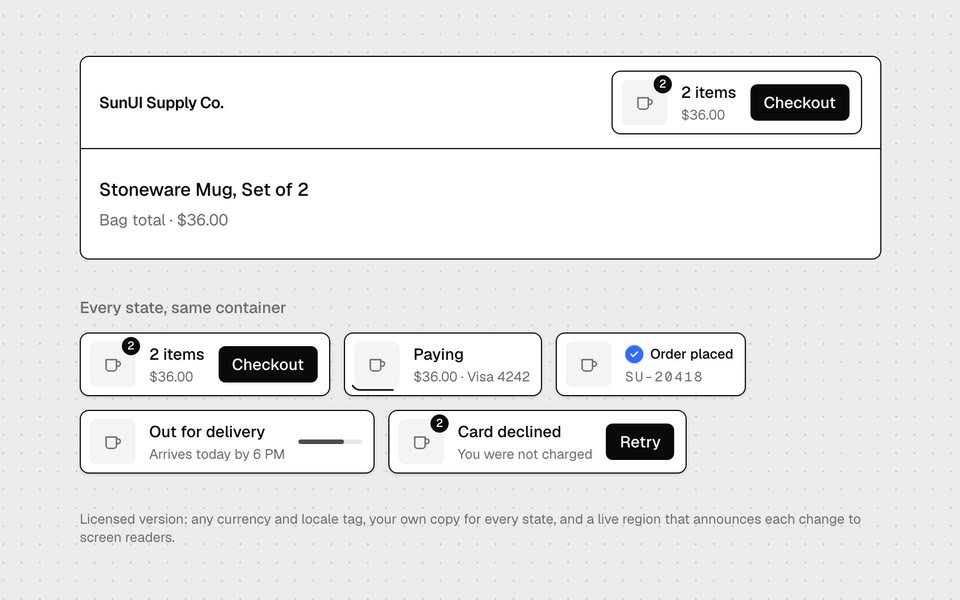 SunUI Supply Co.
2
2 items
$36.00
Checkout
Stoneware Mug, Set of 2
Bag total · $36.00
Every state, same container
2
2 items
$36.00
Checkout
Paying
$36.00 · Visa 4242
Order placed
SU-20418
Out for delivery
Arrives today by 6 PM
2
Card declined
You were not charged
Retry
Licensed version: any currency and locale tag, your own copy for every state, and a live region that announces each change to
screen readers.